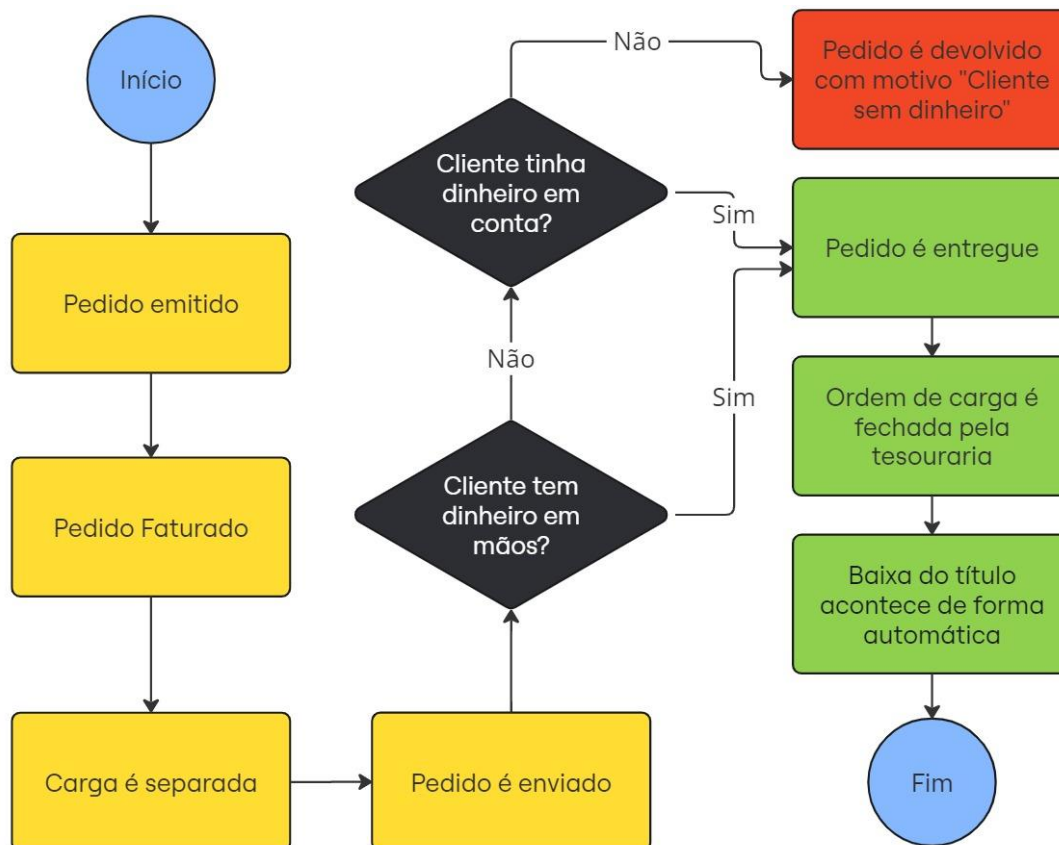 Início
Pedido emitido
Pedido Faturado
Carga é separada
Pedido é enviado
Cliente tem
dinheiro em
mãos?
Não
Sim
Cliente tinha
dinheiro em
conta?
Não
Sim
Pedido é devolvido
com motivo "Cliente
sem dinheiro"
Pedido é entregue
Ordem de carga é
fechada pela
tesouraria
Baixa do título
acontece de forma
automática
Fim